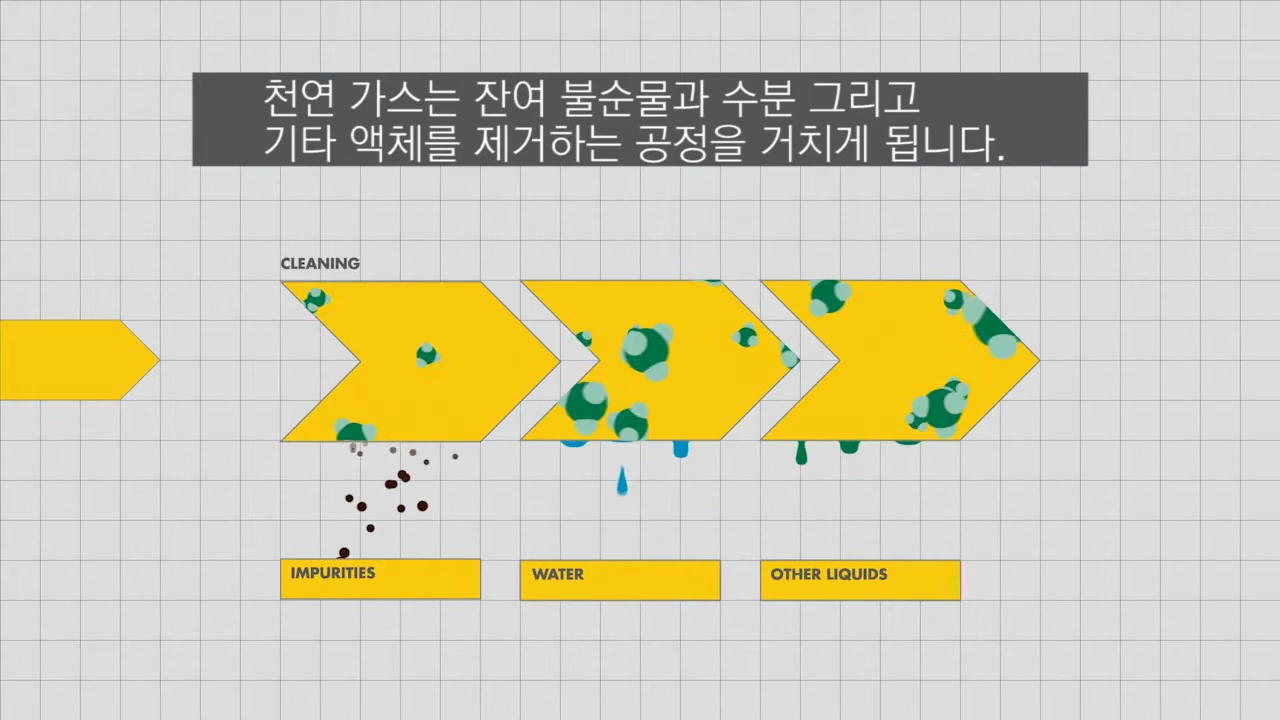 천연 가스는 잔여 불순물과 수분 그리고
기타 액체를 제거하는 공정을 거치게 됩니다.
CLEANING
IMPURITIES
WATER
OTHER LIQUIDS